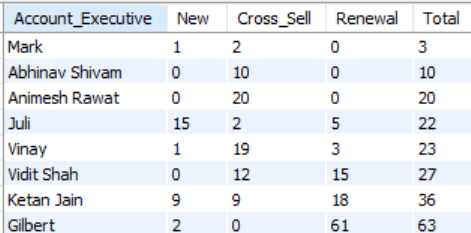 Account_Executive New Cross_Sell Renewal Total
Mark 1 2 0 3
Abhinav Shivam 0 10 0 10
Animesh Rawat 0 20 0 20
Juli 15 2 5 22
Vinay 1 19 3 23
Vidit Shah 0 12 15 27
Ketan Jain 9 9 18 36
Gilbert 2 0 61 63